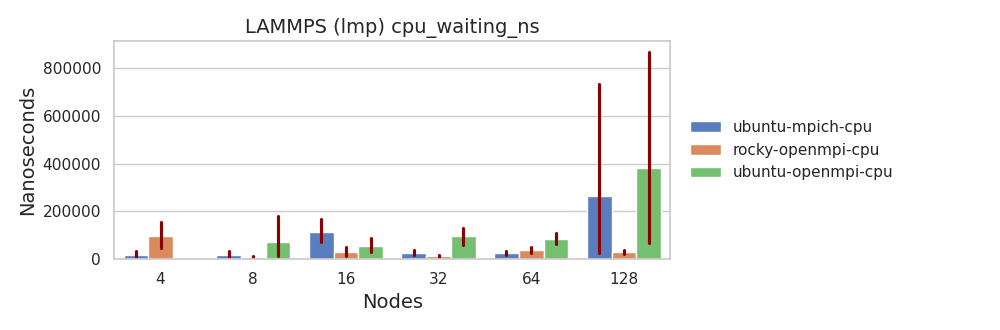 LAMMPS (lmp) cpu_waiting_ns
800000
600000
400000
200000
0
Nanoseconds
4 8 16 32 64 128
Nodes
ubuntu-mpich-cpu
rocky-openmpi-cpu
ubuntu-openmpi-cpu